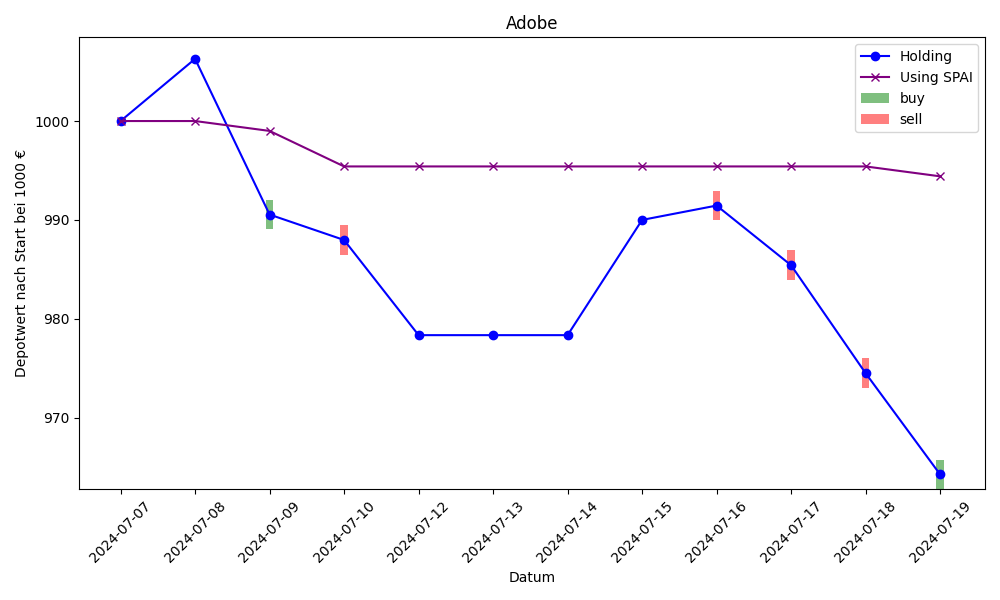 Adobe
Holding
Using SPAI
buy
sell
1000
990
980
970
Depotwert nach Start bei 1000 €
2024-07-07
2024-07-08
2024-07-09
2024-07-10
2024-07-12
2024-07-13
2024-07-14
2024-07-15
2024-07-16
2024-07-17
2024-07-18
2024-07-19
Datum